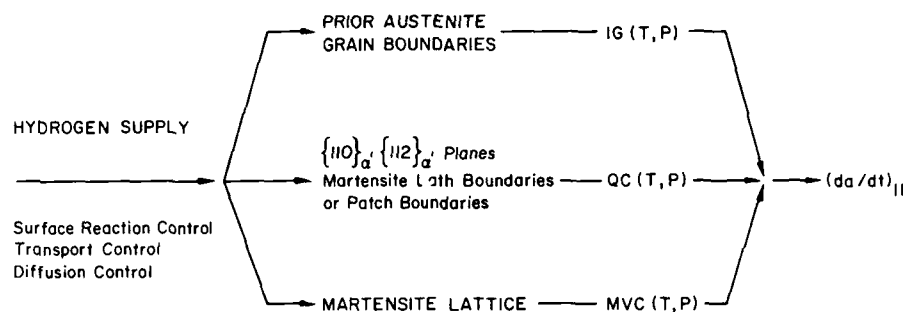 PRIOR AUSTENITE
GRAIN BOUNDARIES
IG (T, P)
HYDROGEN SUPPLY
{110}α' {112}α' Planes
Martensite Lath Boundaries
or Patch Boundaries
QC (T, P)
(da/dt)II
Surface Reaction Control
Transport Control
Diffusion Control
MARTENSITE LATTICE
MVC (T, P)